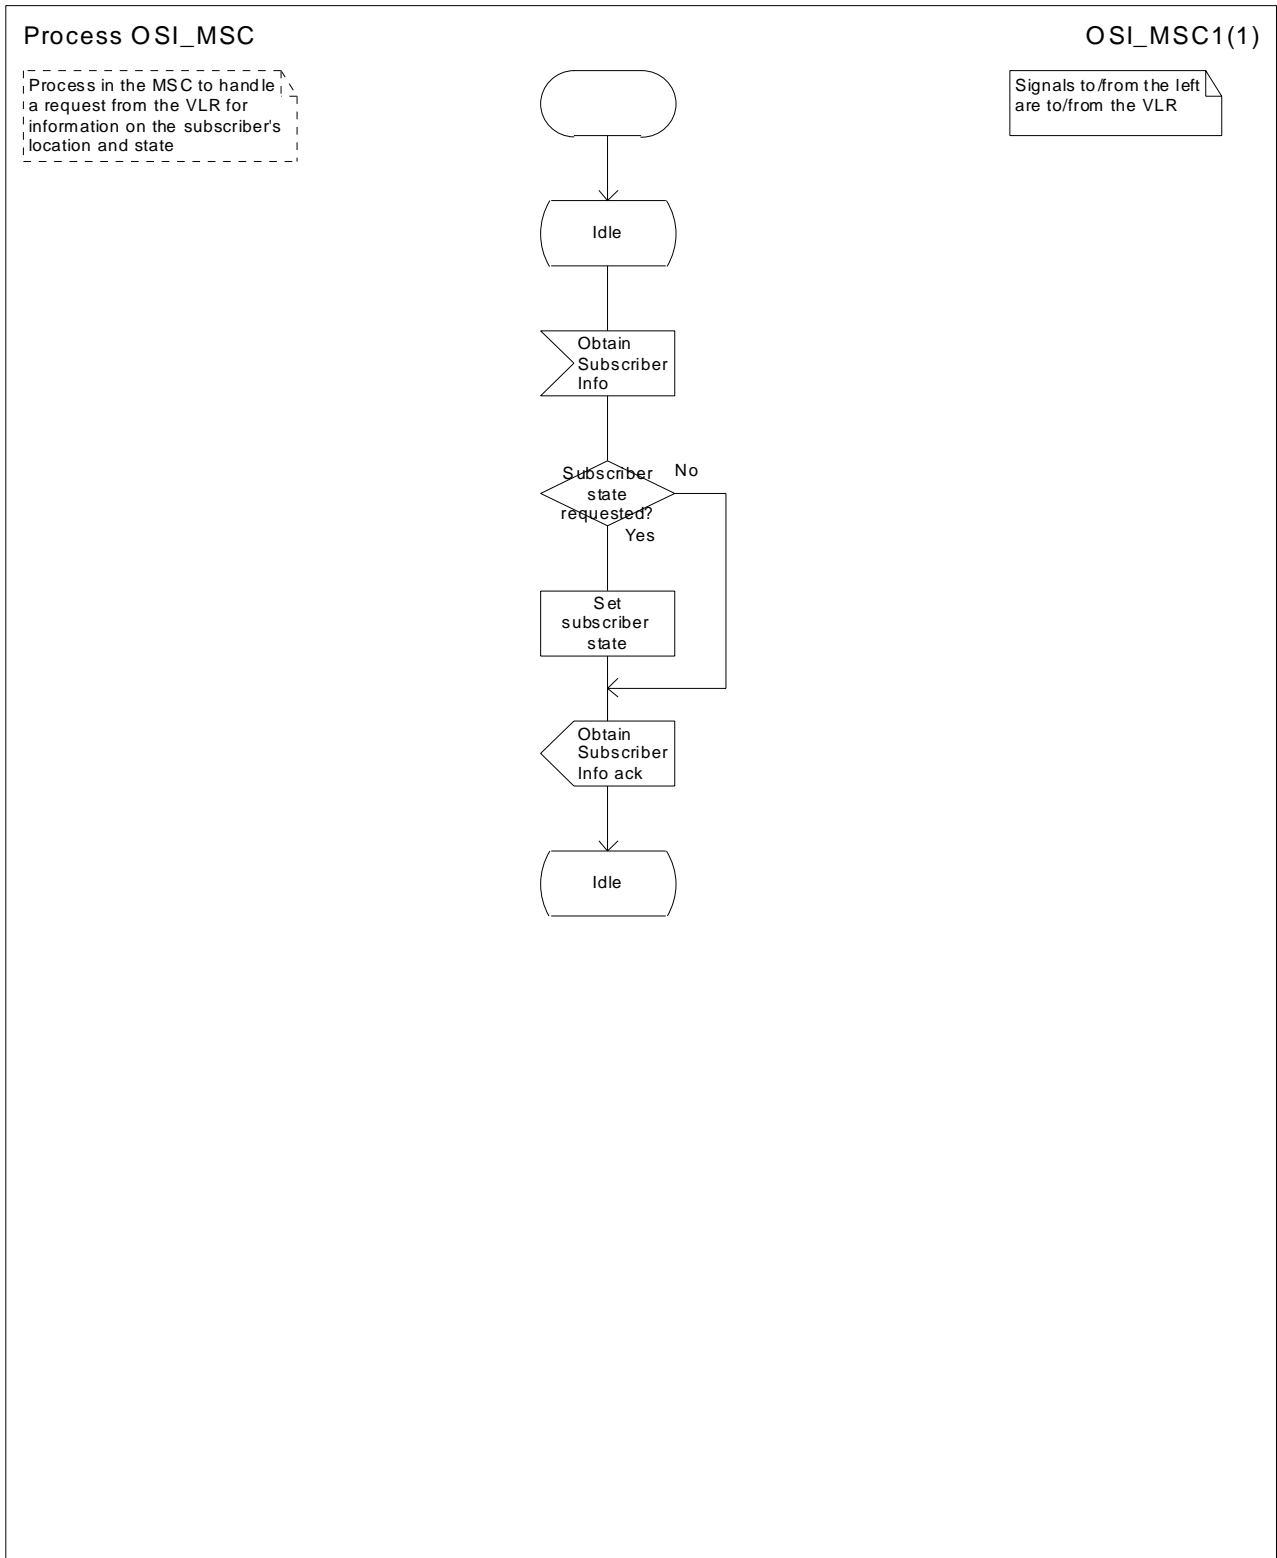 Process OSI_MSC
OSI_MSC1(1)
Process in the MSC to handle
a request from the VLR for
information on the subscriber's
location and state
Signals to/from the left
are to/from the VLR
Idle
Obtain
Subscriber
Info
Subscriber
state
requested?
No
Yes
Set
subscriber
state
Obtain
Subscriber
Info ack
Idle